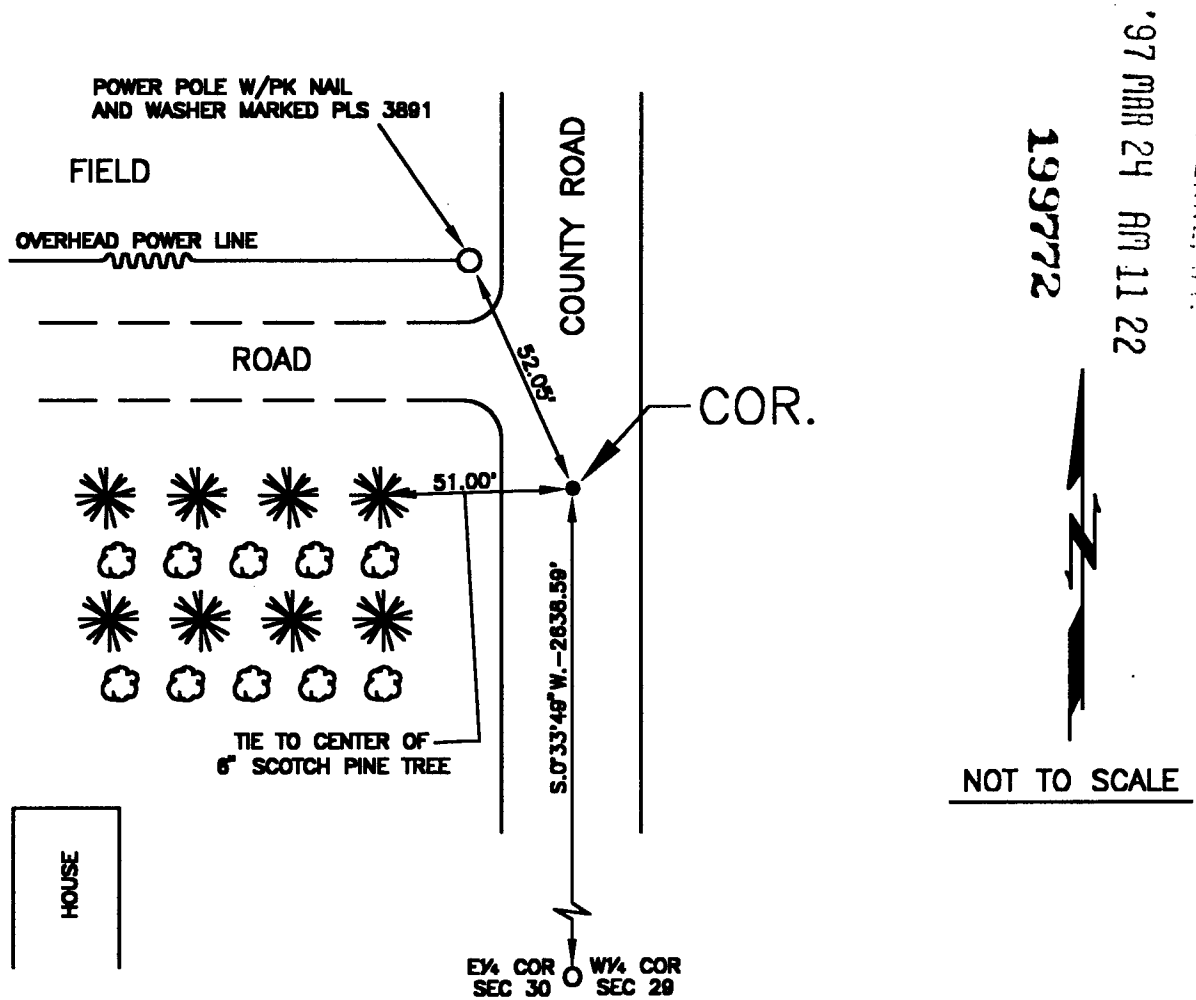 '97 MAR 24 AM 11 22
199772
POWER POLE W/PK NAIL
AND WASHER MARKED PLS 3891
FIELD
OVERHEAD POWER LINE
COUNTY ROAD
ROAD
52.05'
COR.
51.00'
S.0°33'49"W.-2638.59'
TIE TO CENTER OF
6" SCOTCH PINE TREE
N
NOT TO SCALE
HOUSE
E1/4 COR
SEC 30
W1/4 COR
SEC 29